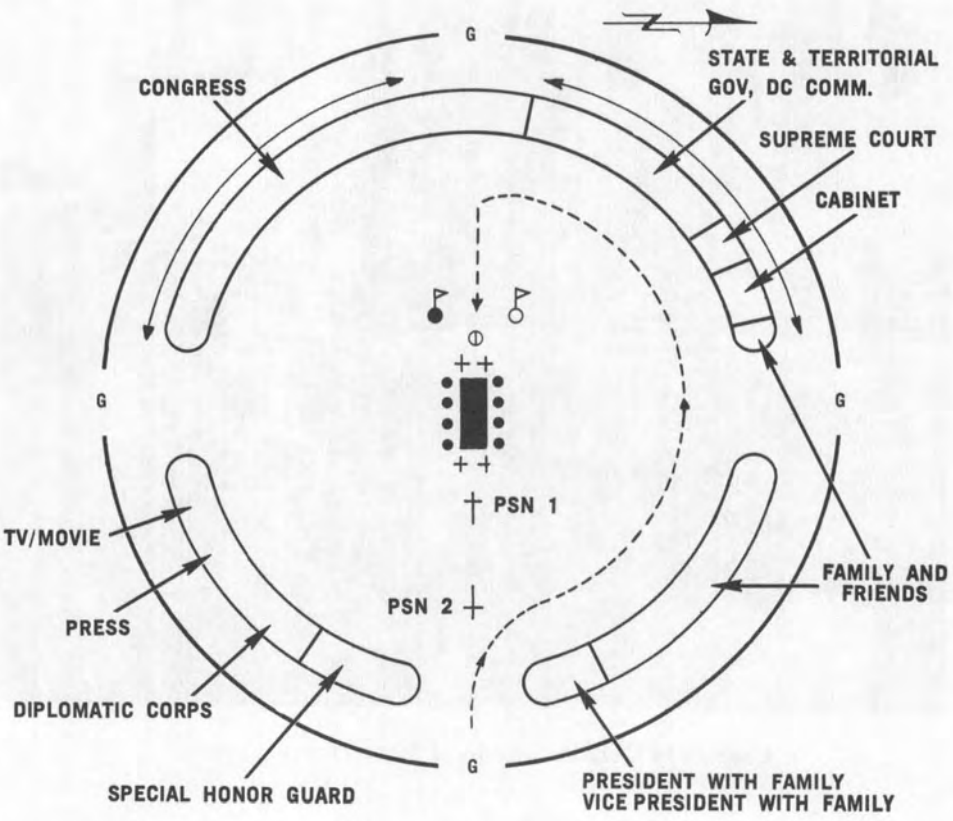 G
STATE & TERRITORIAL
GOV, DC COMM.
CONGRESS
SUPREME COURT
CABINET
G
G
PSN 1
TV/MOVIE
PSN 2
FAMILY AND
FRIENDS
PRESS
DIPLOMATIC CORPS
G
SPECIAL HONOR GUARD
PRESIDENT WITH FAMILY
VICE PRESIDENT WITH FAMILY